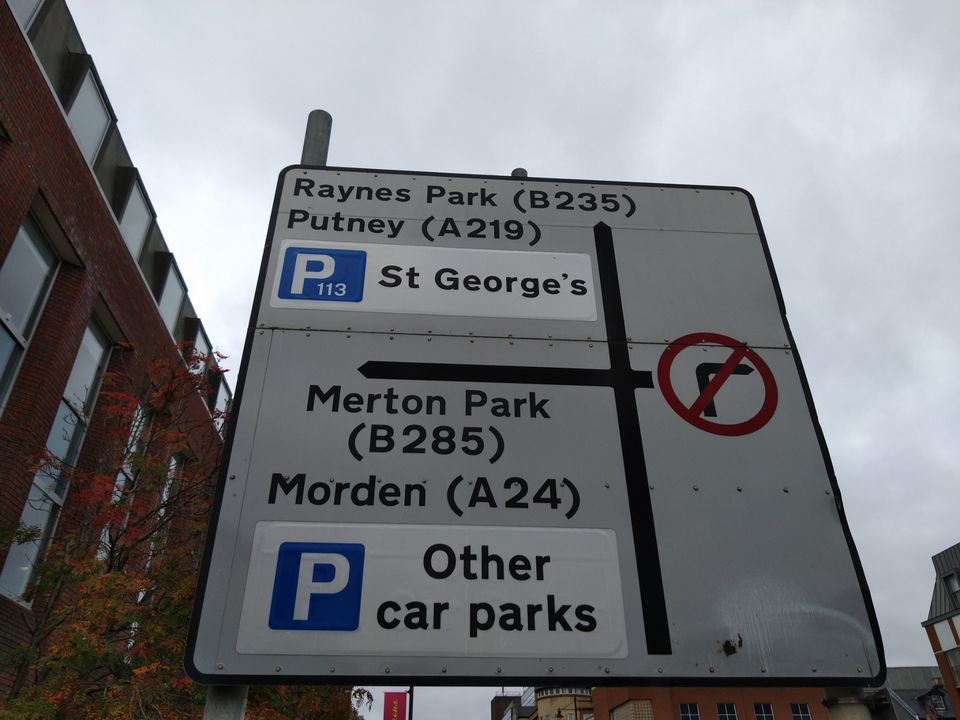 Raynes Park (B235)
Putney (A219)
P 113 St George's
Merton Park
(B285)
Morden (A24)
P Other
car parks